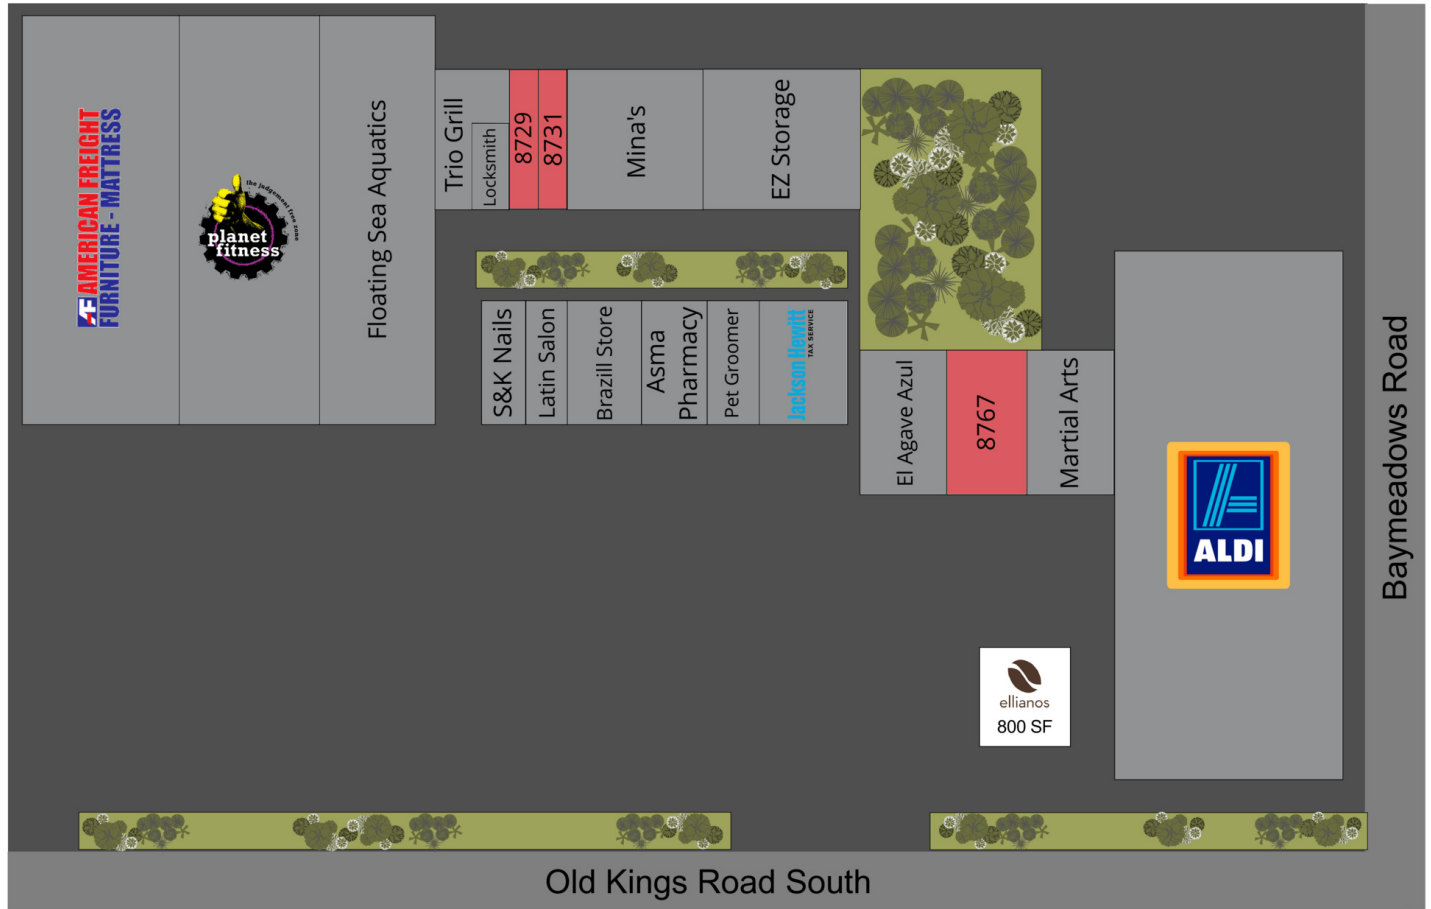 AF AMERICAN FREIGHT
FURNITURE - MATTRESS
the judgement free zone
planet
fitness
Floating Sea Aquatics
Trio Grill
Locksmith
8729
8731
Mina's
EZ Storage
S&K Nails
Latin Salon
Brazill Store
Asma
Pharmacy
Pet Groomer
Jackson Hewitt
TAX SERVICE
El Agave Azul
8767
Martial Arts
ALDI
ellianos
800 SF
Baymeadows Road
Old Kings Road South